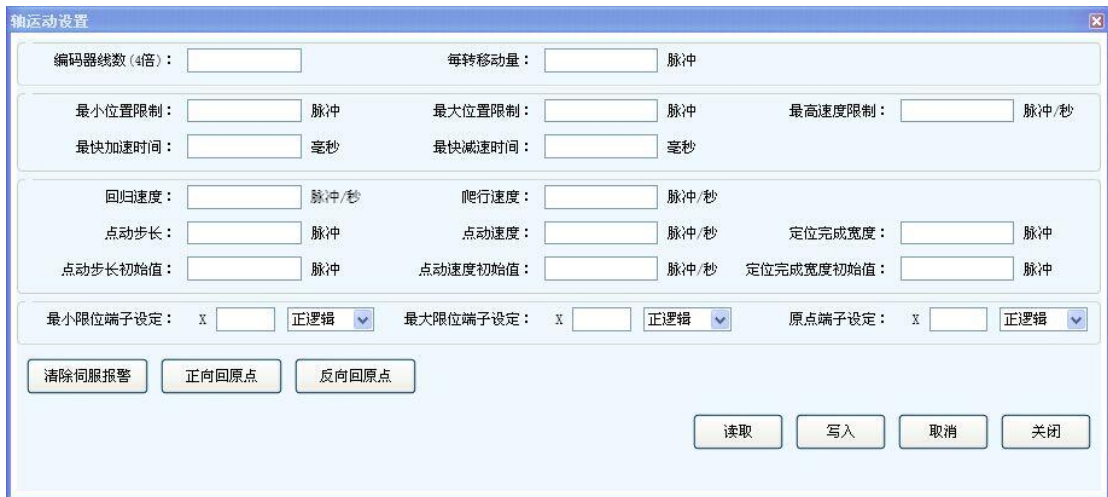 轴运动设置
编码器线数(4倍)： 每转移动量： 脉冲
最小位置限制： 脉冲 最大位置限制： 脉冲 最高速度限制： 脉冲/秒
最快加速时间： 毫秒 最快减速时间： 毫秒
回归速度： 脉冲/秒 爬行速度： 脉冲/秒
点动步长： 脉冲 点动速度： 脉冲/秒 定位完成宽度： 脉冲
点动步长初始值： 脉冲 点动速度初始值： 脉冲/秒 定位完成宽度初始值： 脉冲
最小限位端子设定： X 正逻辑 最大限位端子设定： X 正逻辑 原点端子设定： X 正逻辑
清除伺服报警 正向回原点 反向回原点
读取 写入 取消 关闭